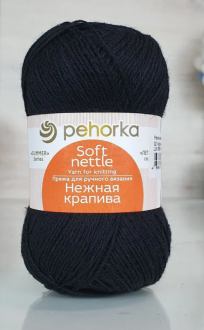 pehorka
Soft
nettle
Yarn for knitting
Пряжа для ручного вязания
Нежная
крапива